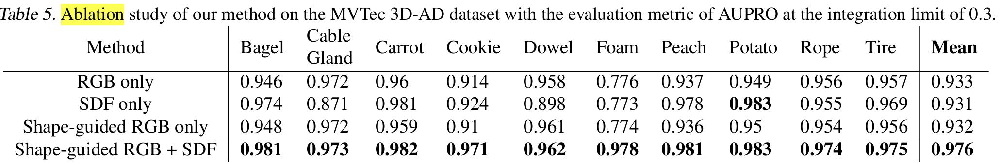 Table 5. Ablation study of our method on the MVTec 3D-AD dataset with the evaluation metric of AUPRO at the integration limit of 0.3.
Method Bagel Cable Gland Carrot Cookie Dowel Foam Peach Potato Rope Tire Mean
RGB only 0.946 0.972 0.96 0.914 0.958 0.776 0.937 0.949 0.956 0.957 0.933
SDF only 0.974 0.871 0.981 0.924 0.898 0.773 0.978 0.983 0.955 0.969 0.931
Shape-guided RGB only 0.948 0.972 0.959 0.91 0.961 0.774 0.936 0.95 0.954 0.956 0.932
Shape-guided RGB + SDF 0.981 0.973 0.982 0.971 0.962 0.978 0.981 0.983 0.974 0.975 0.976